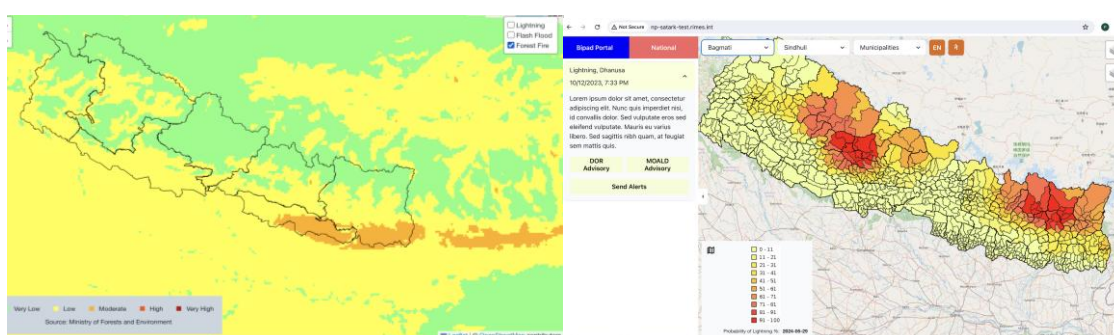 Lightning
Flash Flood
Forest Fire
Very Low Low Moderate High Very High
Source: Ministry of Forests and Environment
Not Secure np-satark-test.rimes.int
Bipad Portal National
Bagmati Sindhuli Municipalities EN ने
Lightning, Dhanusa
10/12/2023, 7:33 PM
Lorem ipsum dolor sit amet, consectetur
adipiscing elit. Nunc quis imperdiet nisi,
id convallis dolor. Sed vulputate eros sed
eleifend vulputate. Mauris eu varius
libero. Sed sagittis nibh quam, at feugiat
sem mattis quis.
DOR MOALD
Advisory Advisory
Send Alerts
0 - 11
11 - 21
21 - 31
31 - 41
41 - 51
51 - 61
61 - 71
71 - 81
81 - 91
91 - 100
Probability of Lightning %